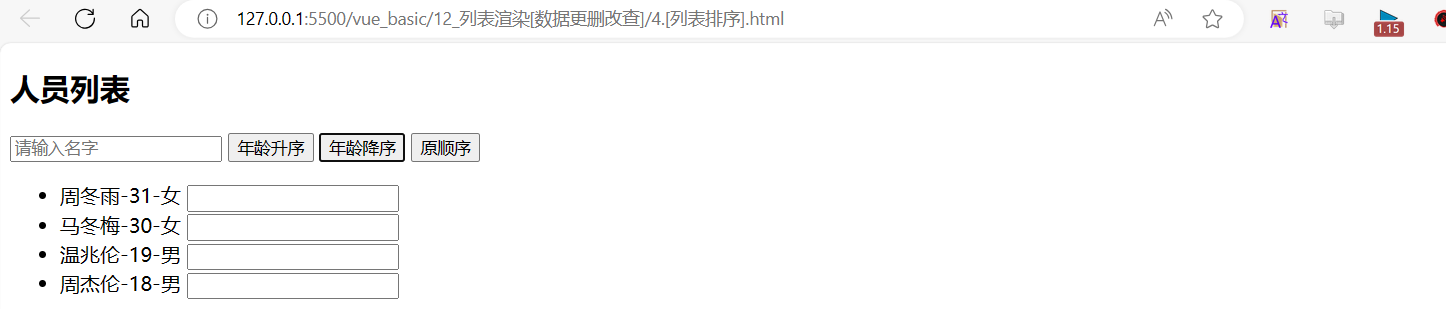 127.0.0.1:5500/vue_basic/12_列表渲染[数据更删改查]/4.[列表排序].html
1.15
人员列表
请输入名字 年龄升序 年龄降序 原顺序
周冬雨-31-女
马冬梅-30-女
温兆伦-19-男
周杰伦-18-男